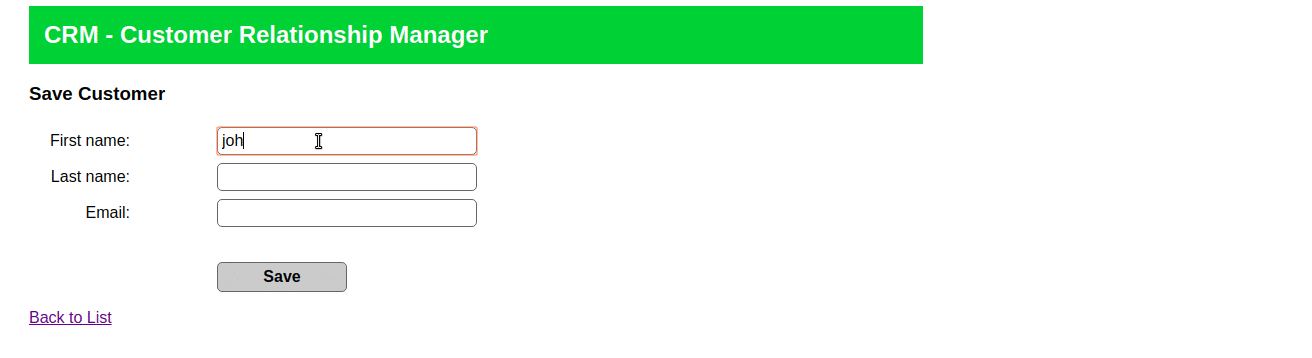 CRM - Customer Relationship Manager
Save Customer
First name: joh
Last name:
Email:
Save
Back to List